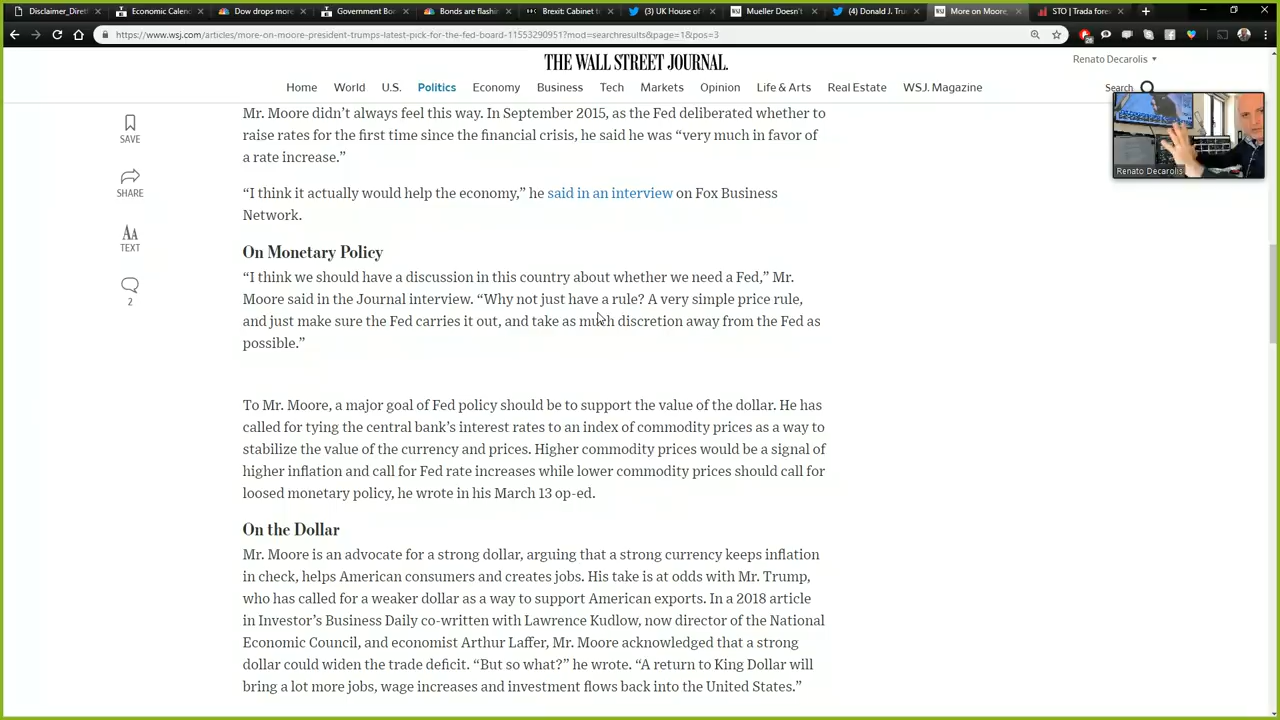 Disclaimer_Diret
Economic Calen
Dow drops more
Government Bo
Bonds are flashi
Brexit: Cabinet t
(3) UK House of
Mueller Doesn't
(4) Donald J. Tru
More on Moore,
STO | Trada fore
https://www.wsj.com/articles/more-on-moore-president-trumps-latest-pick-for-the-fed-board-11553290951?mod=searchresults&page=1&pos=3
THE WALL STREET JOURNAL.
Renato Decarolis
Home World U.S. Politics Economy Business Tech Markets Opinion Life & Arts Real Estate WSJ. Magazine
Search
Renato Decarolis
SAVE
SHARE
TEXT
2
Mr. Moore didn’t always feel this way. In September 2015, as the Fed deliberated whether to
raise rates for the first time since the financial crisis, he said he was “very much in favor of
a rate increase.”
“I think it actually would help the economy,” he said in an interview on Fox Business
Network.
On Monetary Policy
“I think we should have a discussion in this country about whether we need a Fed,” Mr.
Moore said in the Journal interview. “Why not just have a rule? A very simple price rule,
and just make sure the Fed carries it out, and take as much discretion away from the Fed as
possible.”
To Mr. Moore, a major goal of Fed policy should be to support the value of the dollar. He has
called for tying the central bank’s interest rates to an index of commodity prices as a way to
stabilize the value of the currency and prices. Higher commodity prices would be a signal of
higher inflation and call for Fed rate increases while lower commodity prices should call for
loosed monetary policy, he wrote in his March 13 op-ed.
On the Dollar
Mr. Moore is an advocate for a strong dollar, arguing that a strong currency keeps inflation
in check, helps American consumers and creates jobs. His take is at odds with Mr. Trump,
who has called for a weaker dollar as a way to support American exports. In a 2018 article
in Investor’s Business Daily co-written with Lawrence Kudlow, now director of the National
Economic Council, and economist Arthur Laffer, Mr. Moore acknowledged that a strong
dollar could widen the trade deficit. “But so what?” he wrote. “A return to King Dollar will
bring a lot more jobs, wage increases and investment flows back into the United States.”